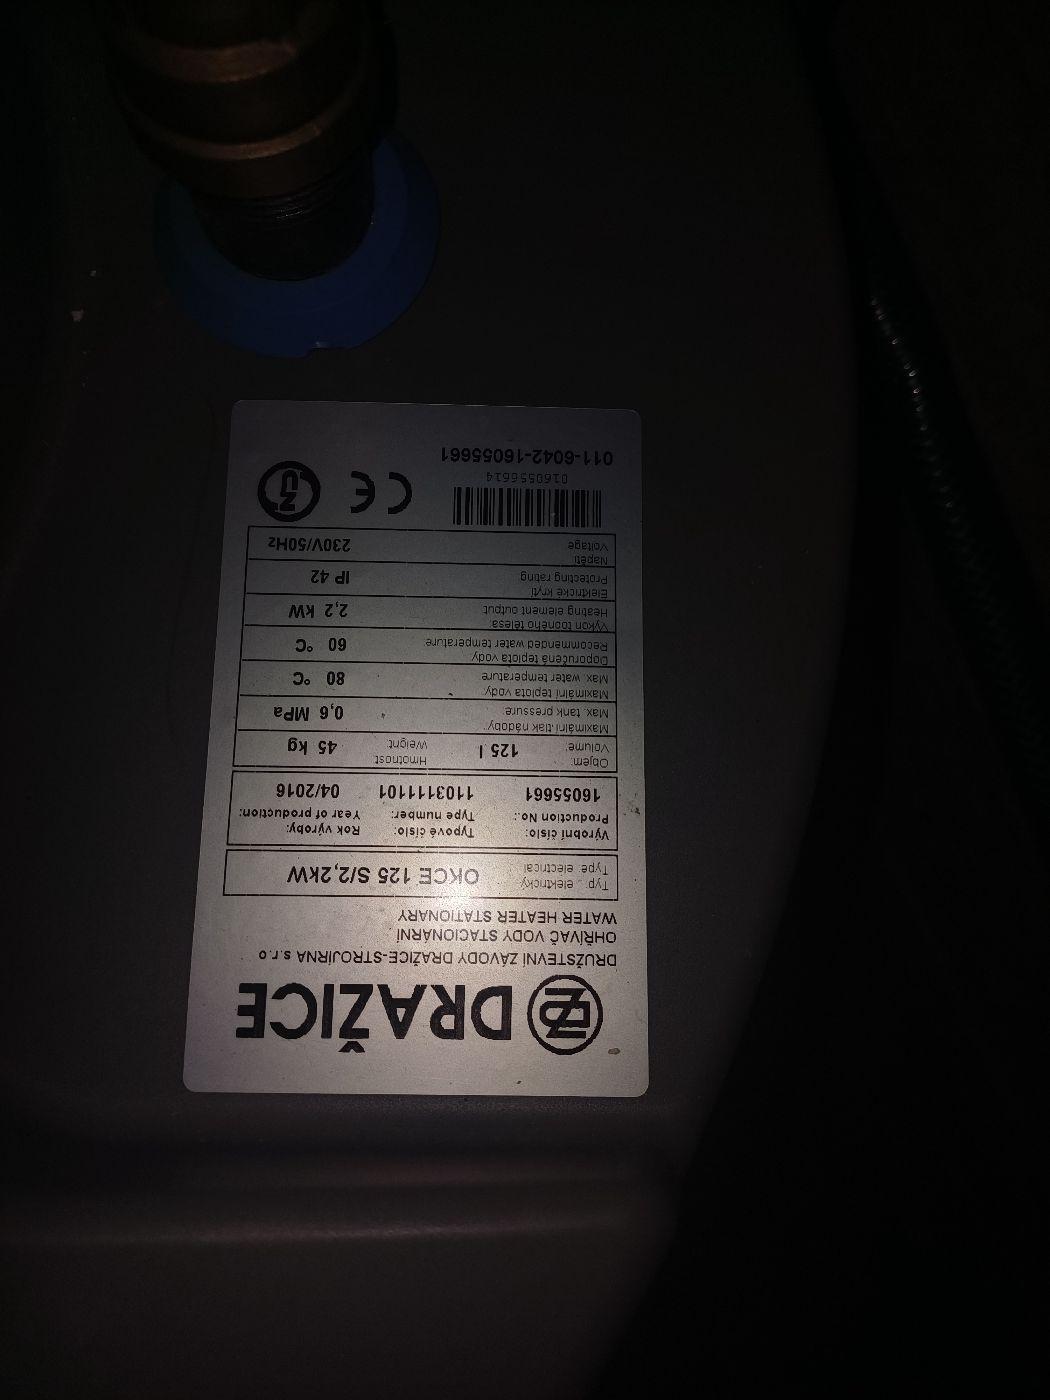 DRAŽICE
DRUŽSTEVNÍ ZÁVODY DRAŽICE-STROJÍRNA s.r.o
OHŘÍVAČ VODY STACIONÁRNÍ
WATER HEATER STATIONARY
Typ elektrický OKCE 125 S/2,2kW
Type electrical
Výrobní číslo: Typové číslo: Rok výroby:
Production No.: Type number: Year of production:
16055661 1103111101 04/2016
Objem: 125 l Hmotnost 45 kg
Volume: Weight:
Maximální tlak nádoby: 0,6 MPa
Max. tank pressure
Maximální teplota vody: 80 °C
Max water temperature
Doporučená teplota vody 60 °C
Recommended water temperature
Výkon topného tělesa 2,2 kW
Heating element output
Elektrické krytí IP 42
Protecting rating
Napětí 230V/50Hz
Voltage
CE
0160556614
011-6042-16055661